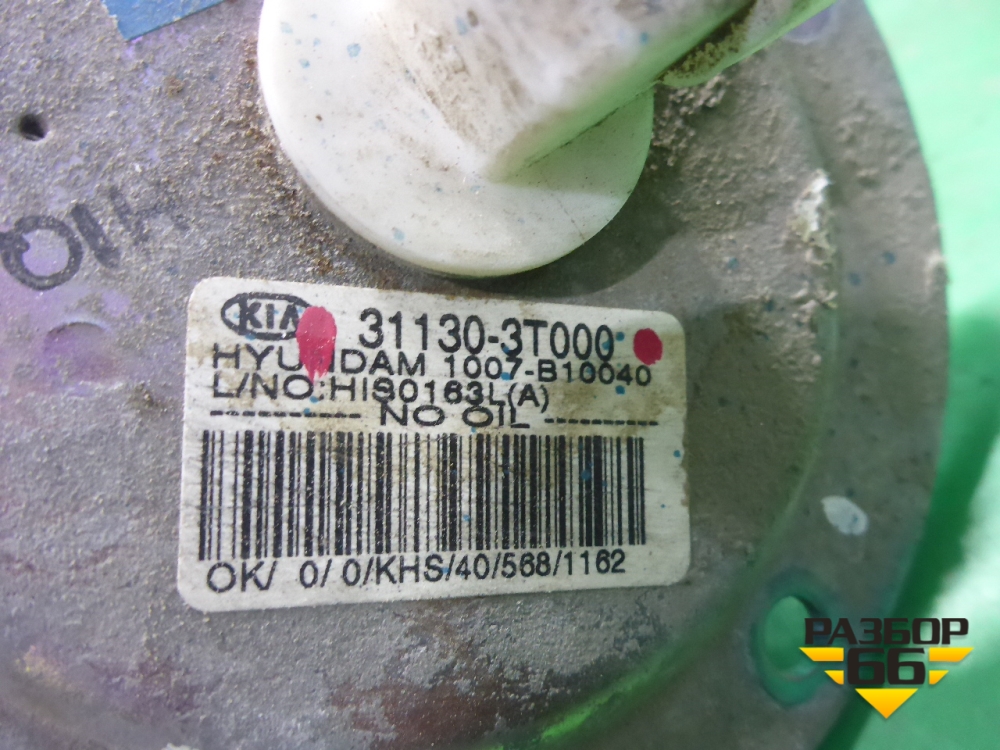 OIH
KIA 31130-3T000
HYUNDAM 1007-B10040
L/NO:HIS0163L(A)
---------- NO OIL ----------
OK/ 0/ 0/KHS/40/568/1162
РАЗБОР
66